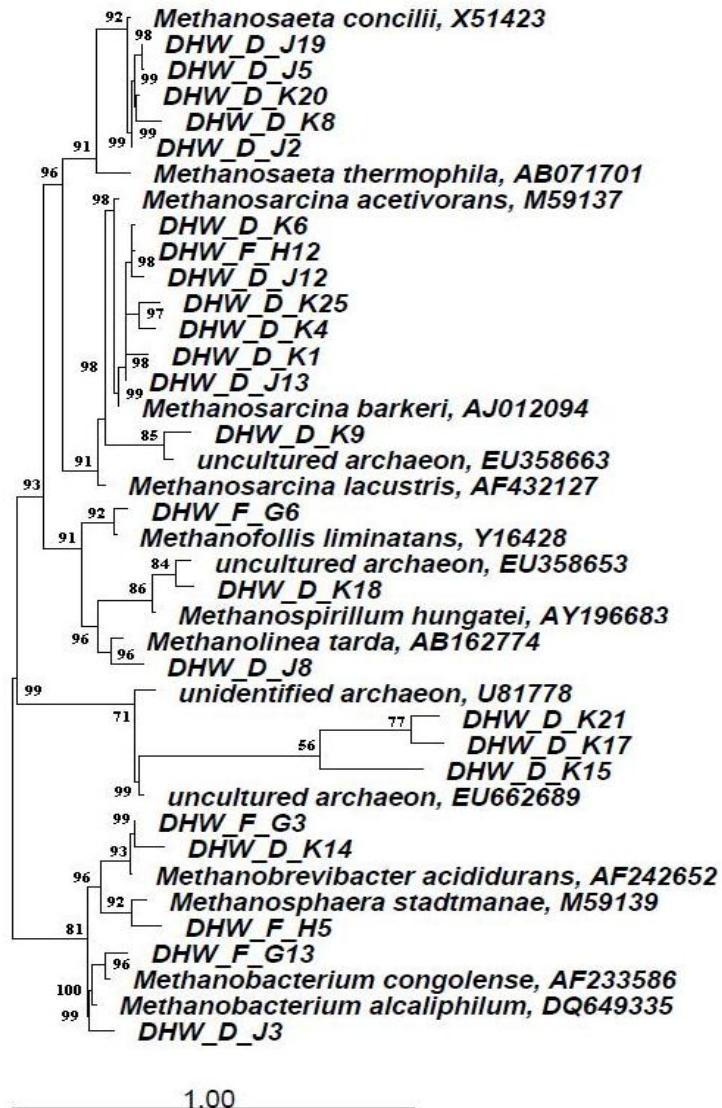 92 Methanosaeta concilii, X51423
98 DHW_D_J19
99 DHW_D_J5
DHW_D_K20
99 DHW_D_K8
99 DHW_D_J2
91
96 Methanosaeta thermophila, AB071701
98 Methanosarcina acetivorans, M59137
DHW_D_K6
98 DHW_F_H12
DHW_D_J12
97 DHW_D_K25
DHW_D_K4
98 98 DHW_D_K1
99 DHW_D_J13
Methanosarcina barkeri, AJ012094
85 DHW_D_K9
91 uncultured archaeon, EU358663
93 Methanosarcina lacustris, AF432127
92 DHW_F_G6
91 Methanofollis liminatans, Y16428
84 uncultured archaeon, EU358653
86 DHW_D_K18
Methanospirillum hungatei, AY196683
96 96 Methanolinea tarda, AB162774
DHW_D_J8
99 unidentified archaeon, U81778
71 77 DHW_D_K21
56 DHW_D_K17
DHW_D_K15
99 uncultured archaeon, EU662689
99 DHW_F_G3
93 DHW_D_K14
96 Methanobrevibacter acididurans, AF242652
92 Methanosphaera stadtmanae, M59139
81 DHW_F_H5
96 DHW_F_G13
Methanobacterium congolense, AF233586
100 Methanobacterium alcaliphilum, DQ649335
99 DHW_D_J3
1.00